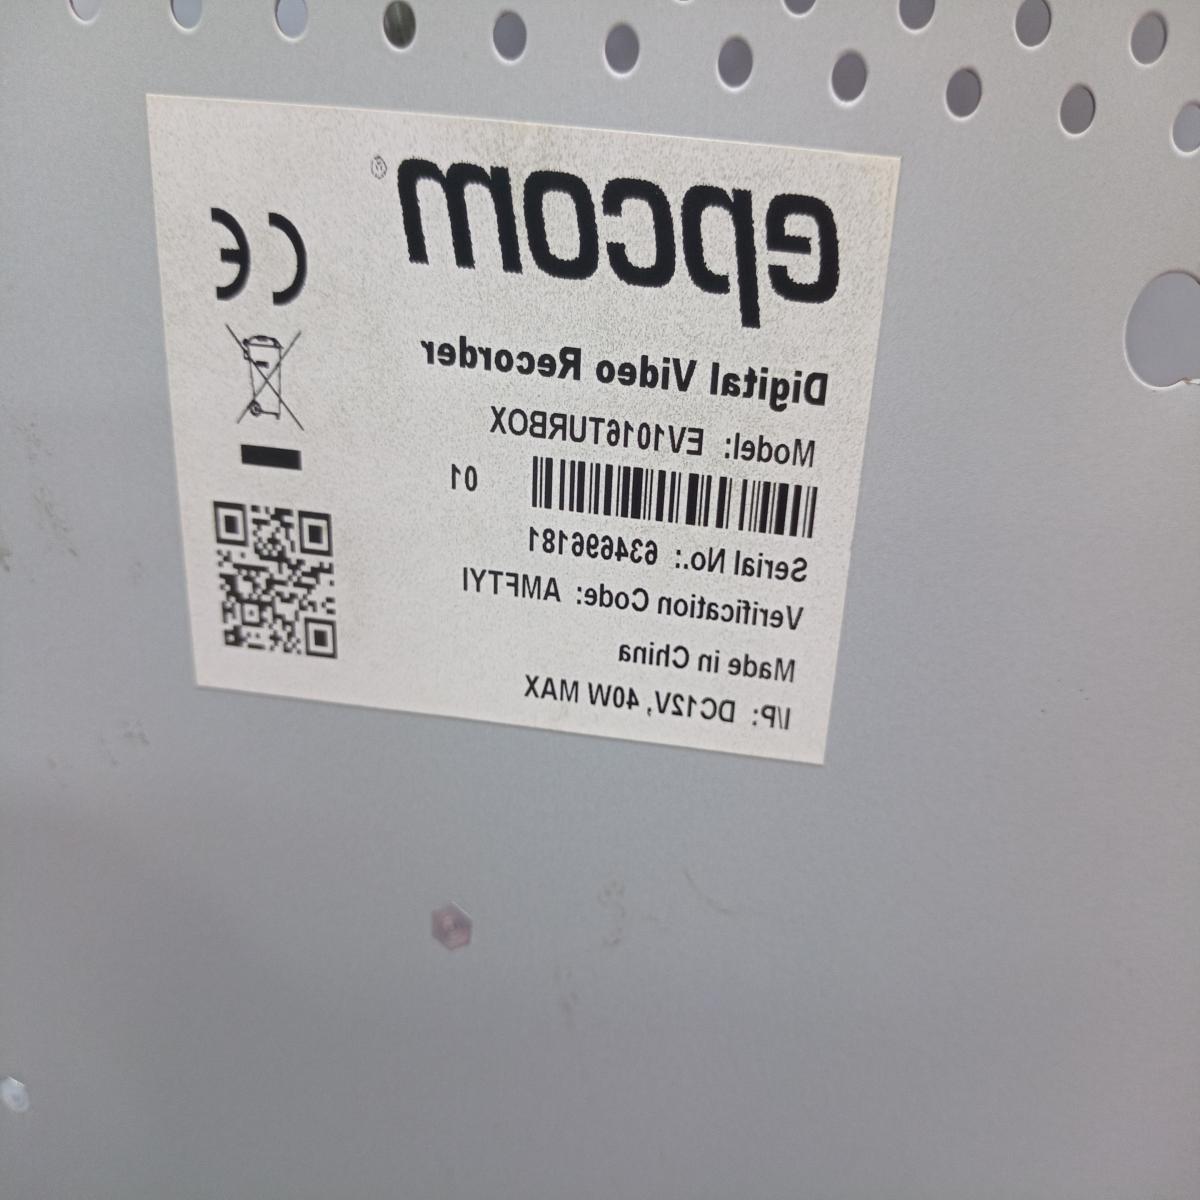 epcom®
Digital Video Recorder
Model: EV1016TURBOX
01
Serial No.: 634696181
Verification Code: AMFTYI
Made in China
I/P: DC12V, 40W MAX
CE